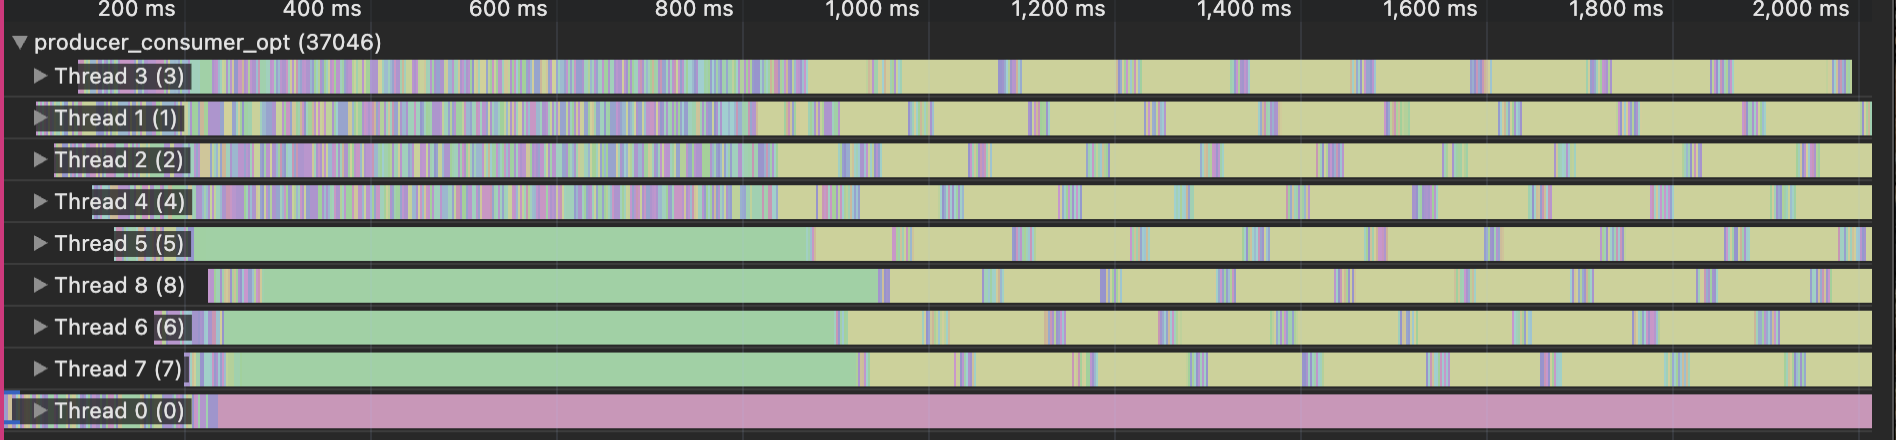 200 ms 400 ms 600 ms 800 ms 1,000 ms 1,200 ms 1,400 ms 1,600 ms 1,800 ms 2,000 ms
producer_consumer_opt (37046)
Thread 3 (3)
Thread 1 (1)
Thread 2 (2)
Thread 4 (4)
Thread 5 (5)
Thread 8 (8)
Thread 6 (6)
Thread 7 (7)
Thread 0 (0)